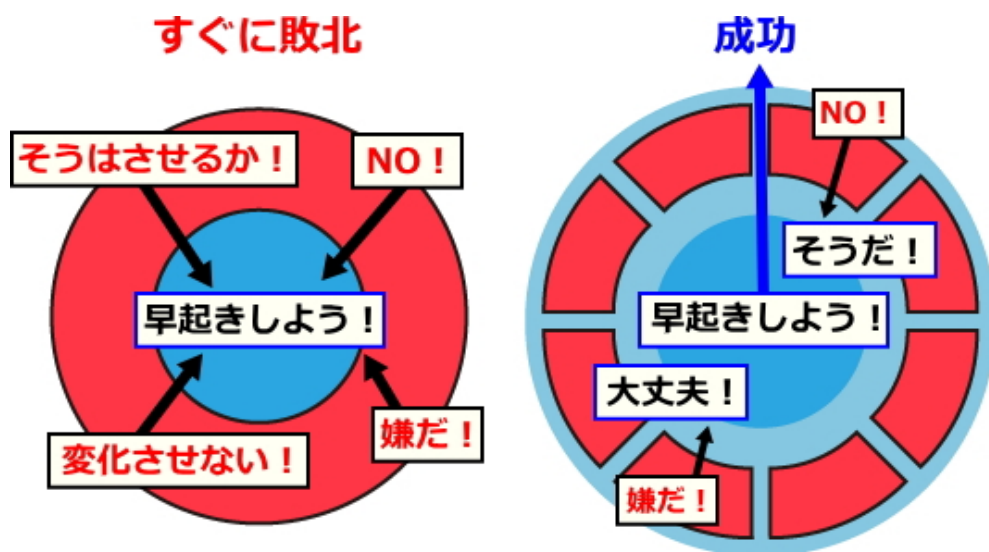 すぐに敗北
そうはさせるか！
NO！
早起きしよう！
変化させない！
嫌だ！
成功
NO！
そうだ！
早起きしよう！
大丈夫！
嫌だ！